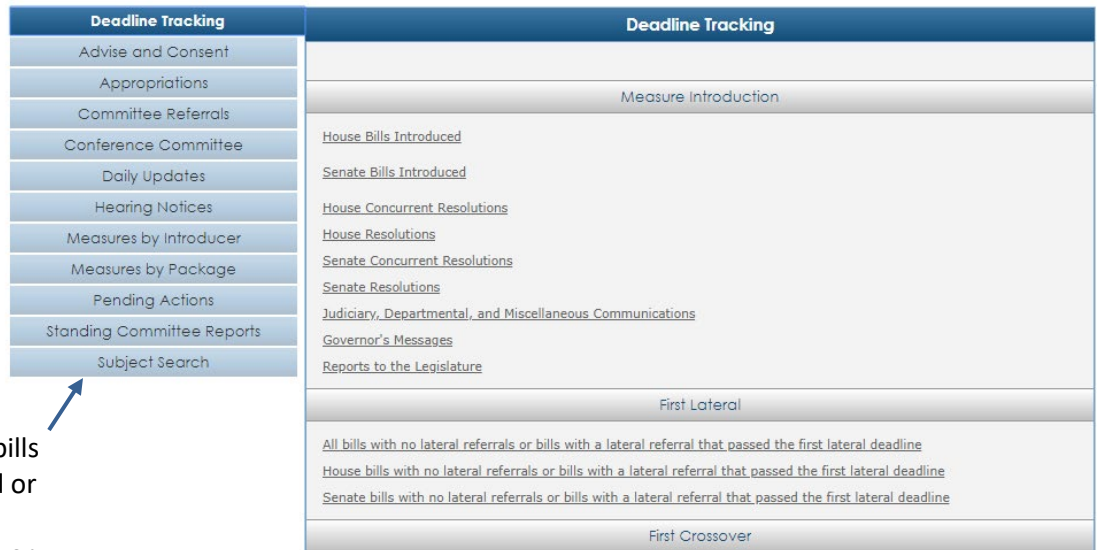 Deadline Tracking
Advise and Consent
Appropriations
Committee Referrals
Conference Committee
Daily Updates
Hearing Notices
Measures by Introducer
Measures by Package
Pending Actions
Standing Committee Reports
Subject Search
bills
or
Deadline Tracking
Measure Introduction
House Bills Introduced
Senate Bills Introduced
House Concurrent Resolutions
House Resolutions
Senate Concurrent Resolutions
Senate Resolutions
Judiciary, Departmental, and Miscellaneous Communications
Governor's Messages
Reports to the Legislature
First Lateral
All bills with no lateral referrals or bills with a lateral referral that passed the first lateral deadline
House bills with no lateral referrals or bills with a lateral referral that passed the first lateral deadline
Senate bills with no lateral referrals or bills with a lateral referral that passed the first lateral deadline
First Crossover